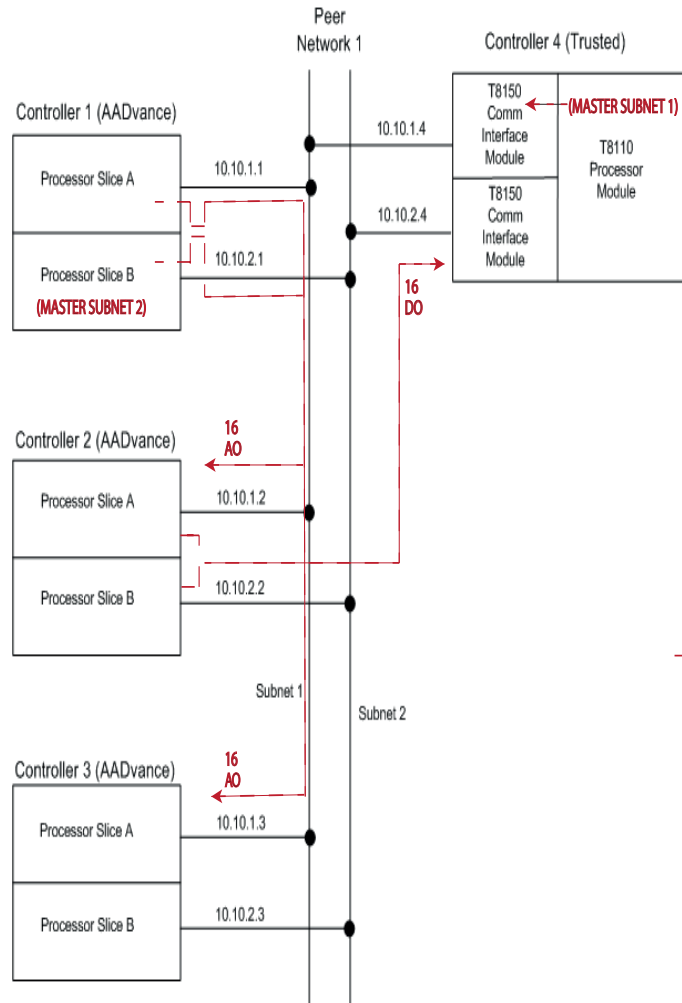 Peer
Network 1
Controller 4 (Trusted)
T8150
Comm
Interface
Module
(MASTER SUBNET 1)
T8110
Processor
Module
Controller 1 (AADvance)
10.10.1.4
Processor Slice A
10.10.1.1
T8150
Comm
Interface
Module
10.10.2.4
10.10.2.1
Processor Slice B
(MASTER SUBNET 2)
16
DO
Controller 2 (AADvance)
16
AO
Processor Slice A
10.10.1.2
Processor Slice B
10.10.2.2
Subnet 1
Subnet 2
Controller 3 (AADvance)
16
AO
Processor Slice A
10.10.1.3
Processor Slice B
10.10.2.3